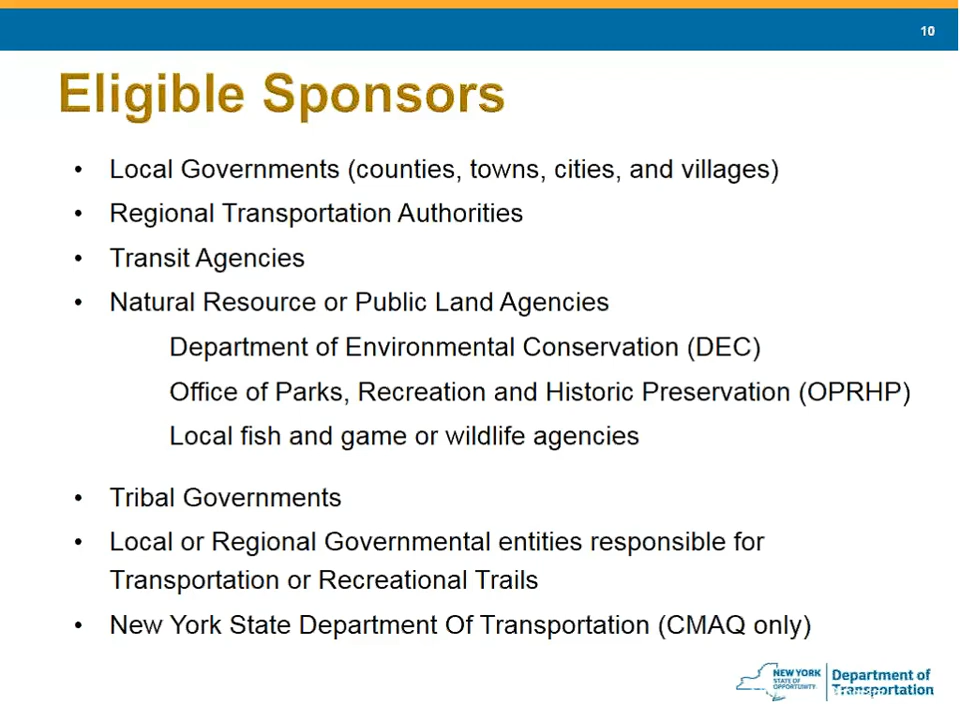 10
Eligible Sponsors
• Local Governments (counties, towns, cities, and villages)
• Regional Transportation Authorities
• Transit Agencies
• Natural Resource or Public Land Agencies
Department of Environmental Conservation (DEC)
Office of Parks, Recreation and Historic Preservation (OPRHP)
Local fish and game or wildlife agencies
• Tribal Governments
• Local or Regional Governmental entities responsible for
Transportation or Recreational Trails
• New York State Department Of Transportation (CMAQ only)
NEW YORK
STATE OF
OPPORTUNITY
Department of
Transportation